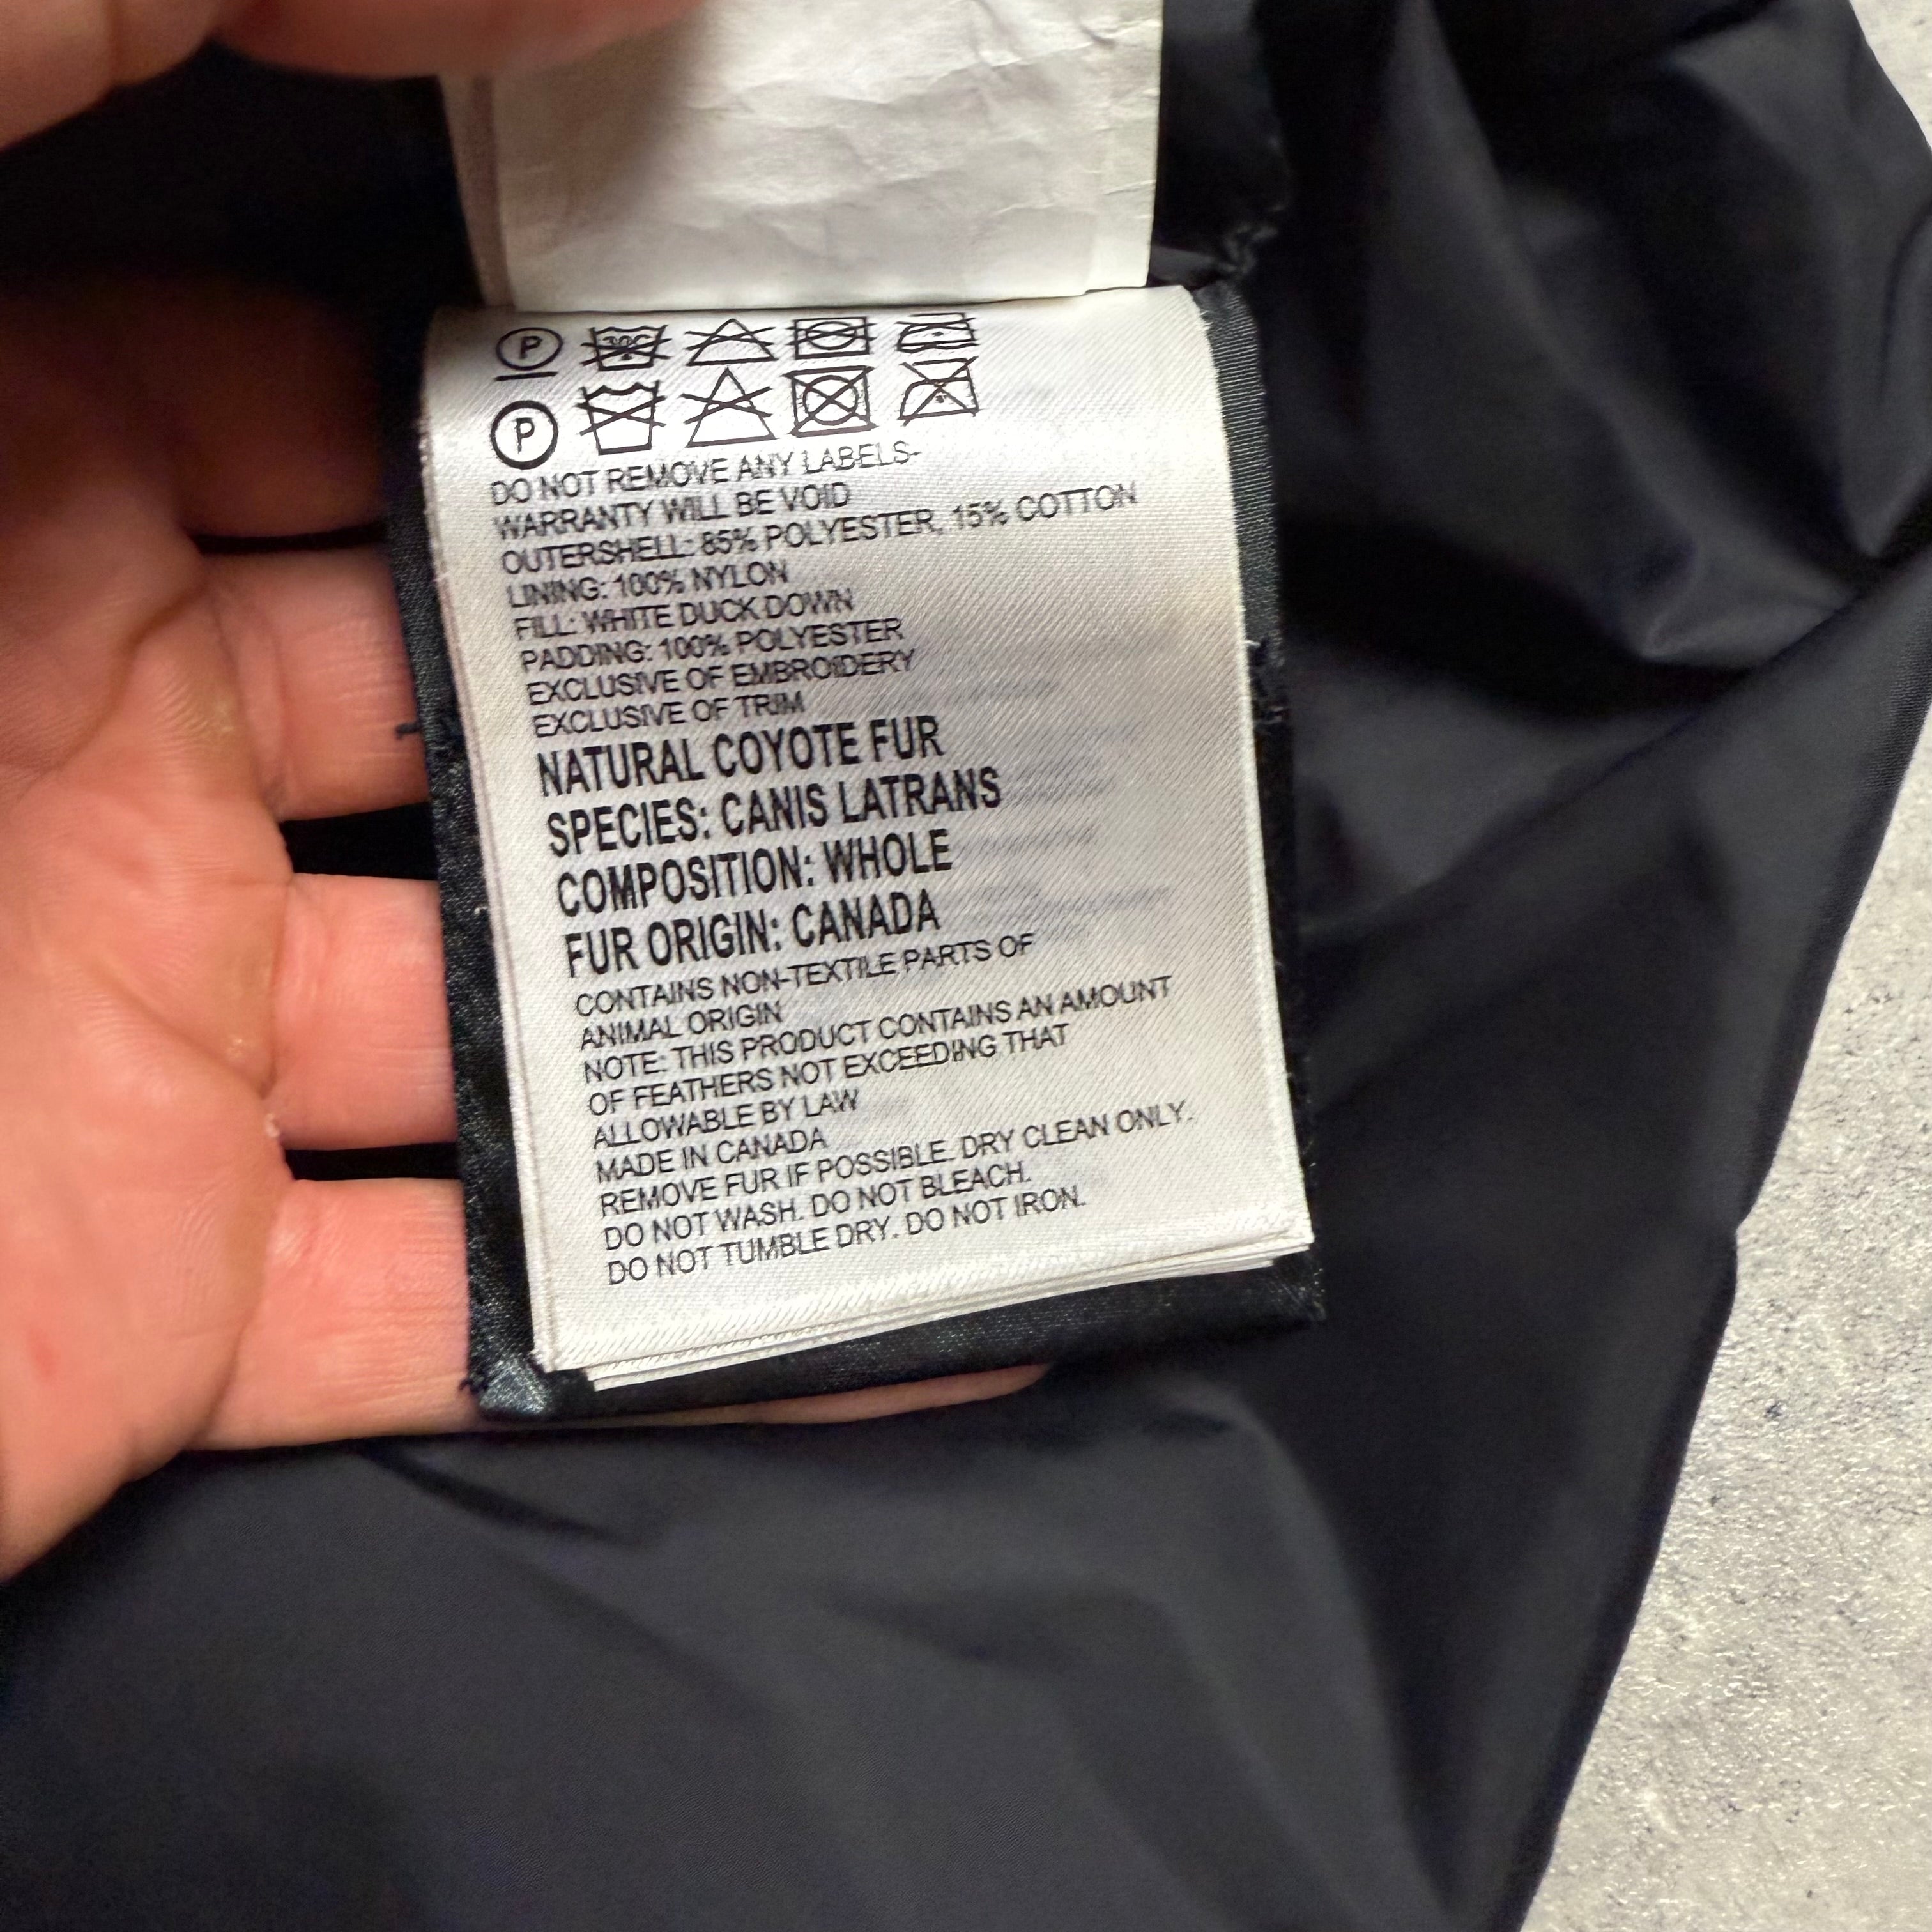 P 30C
P
DO NOT REMOVE ANY LABELS-
WARRANTY WILL BE VOID
OUTERSHELL: 85% POLYESTER, 15% COTTON
LINING: 100% NYLON
FILL: WHITE DUCK DOWN
PADDING: 100% POLYESTER
EXCLUSIVE OF EMBROIDERY
EXCLUSIVE OF TRIM
NATURAL COYOTE FUR
SPECIES: CANIS LATRANS
COMPOSITION: WHOLE
FUR ORIGIN: CANADA
CONTAINS NON-TEXTILE PARTS OF
ANIMAL ORIGIN
NOTE: THIS PRODUCT CONTAINS AN AMOUNT
OF FEATHERS NOT EXCEEDING THAT
ALLOWABLE BY LAW
MADE IN CANADA
REMOVE FUR IF POSSIBLE. DRY CLEAN ONLY.
DO NOT WASH. DO NOT BLEACH.
DO NOT TUMBLE DRY. DO NOT IRON.